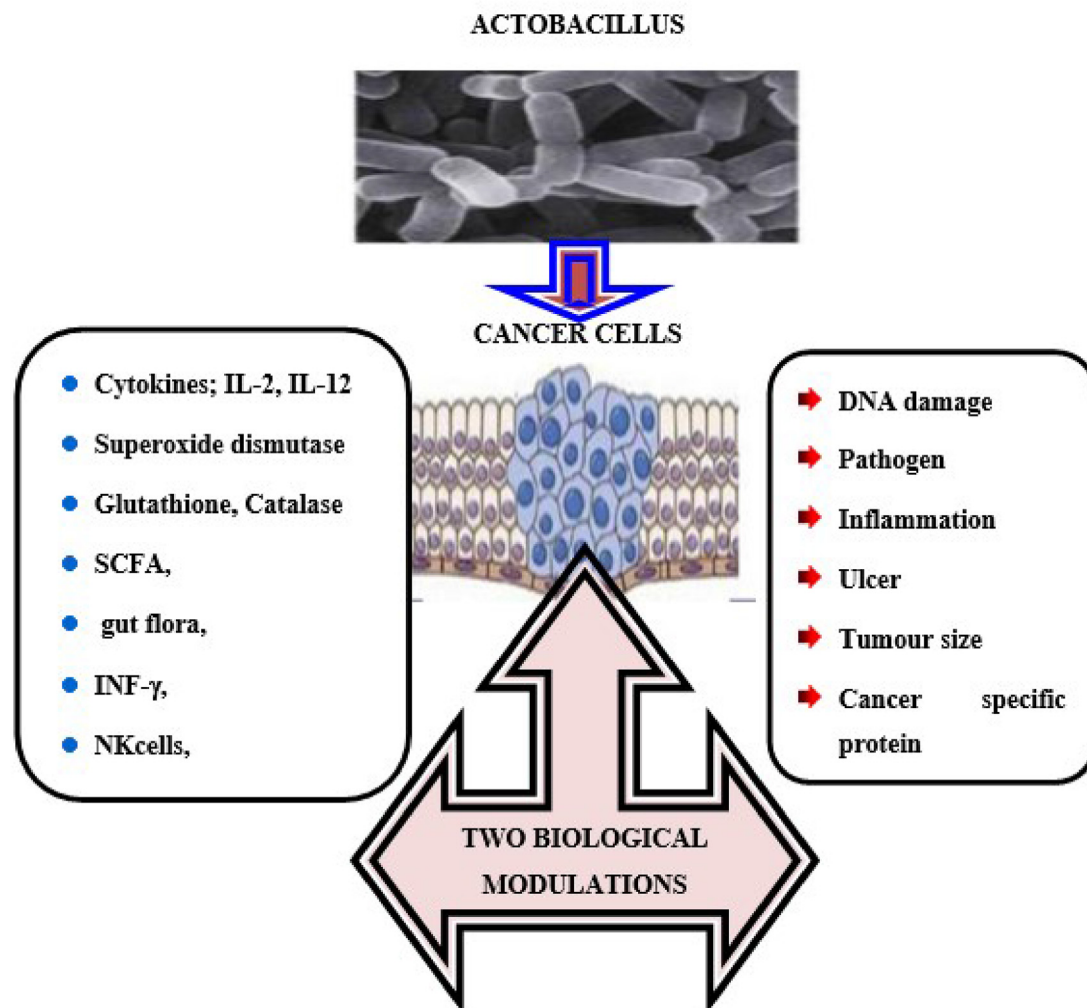 ACTOBACILLUS
CANCER CELLS
Cytokines; IL-2, IL-12
Superoxide dismutase
Glutathione, Catalase
SCFA,
gut flora,
INF-γ,
NKcells,
DNA damage
Pathogen
Inflammation
Ulcer
Tumour size
Cancer specific
protein
TWO BIOLOGICAL
MODULATIONS